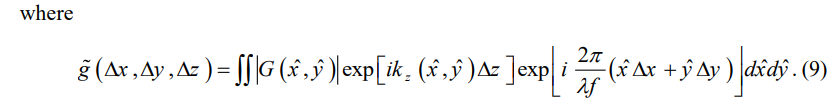 where
g̃ (Δx ,Δy ,Δz ) = ∬|G (x̂ ,ŷ )|exp[ik_z (x̂ ,ŷ )Δz ]exp[i 2π/λf (x̂ Δx + ŷ Δy )]dx̂dŷ . (9)